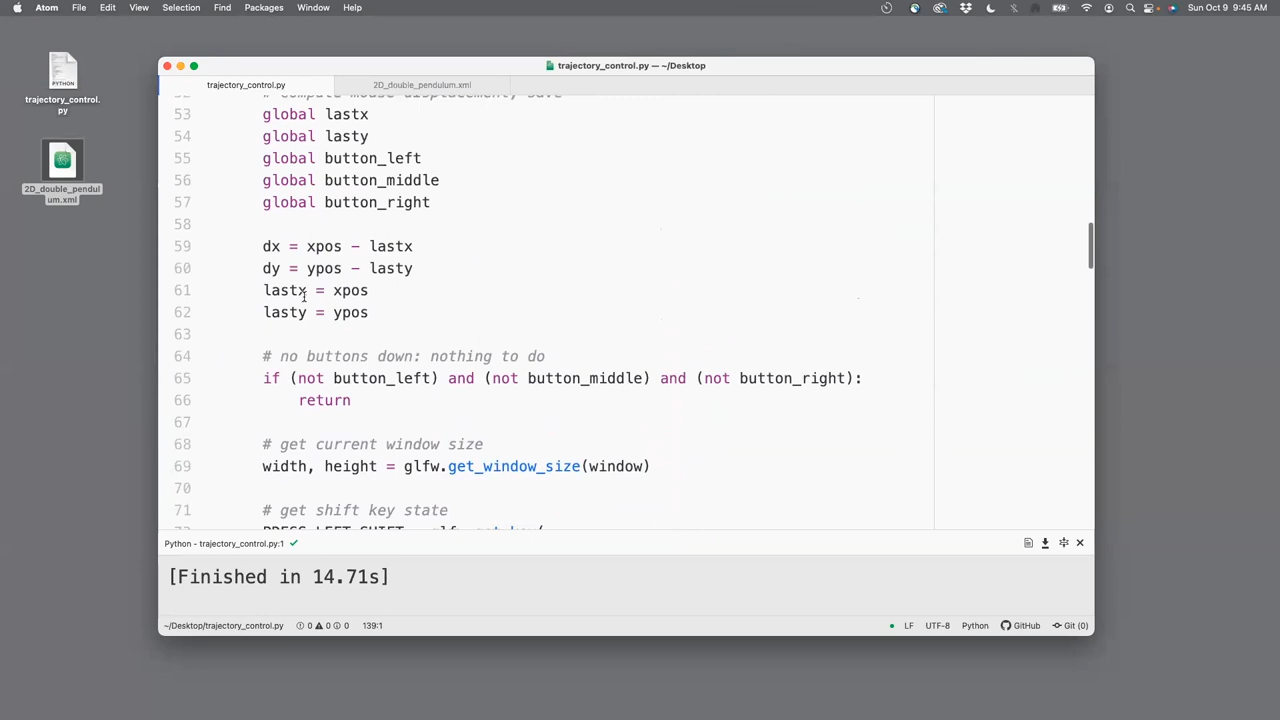 Atom File Edit View Selection Find Packages Window Help Sun Oct 9 9:45 AM
trajectory_control.py — ~/Desktop
trajectory_control.py 2D_double_pendulum.xml
PYTHON
trajectory_control.
py
2D_double_pendul
um.xml
53 global lastx
54 global lasty
55 global button_left
56 global button_middle
57 global button_right
58
59 dx = xpos - lastx
60 dy = ypos - lasty
61 lastx = xpos
62 lasty = ypos
63
64 # no buttons down: nothing to do
65 if (not button_left) and (not button_middle) and (not button_right):
66 return
67
68 # get current window size
69 width, height = glfw.get_window_size(window)
70
71 # get shift key state
Python - trajectory_control.py:1
[Finished in 14.71s]
~/Desktop/trajectory_control.py 0 0 0 139:1 LF UTF-8 Python GitHub Git (0)